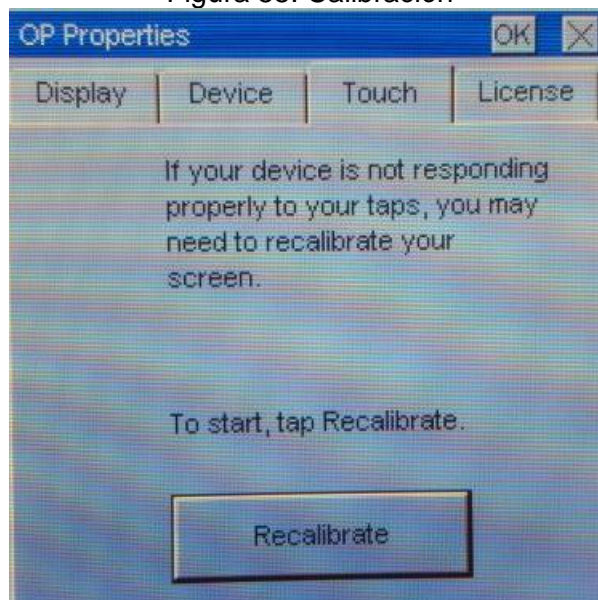 OP Properties OK X
Display Device Touch License
If your device is not responding
properly to your taps, you may
need to recalibrate your
screen.
To start, tap Recalibrate.
Recalibrate